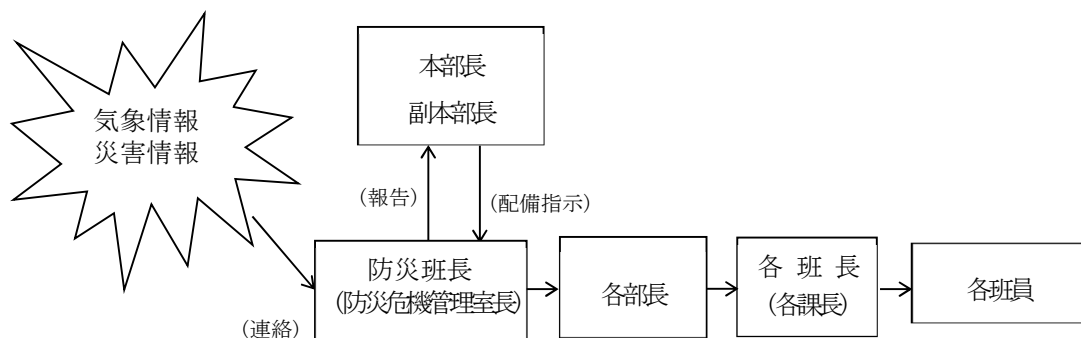 気象情報
災害情報
本部長
副本部長
(報告)
(配備指示)
(連絡)
防災班長
(防災危機管理室長)
各部長
各班長
(各課長)
各班員